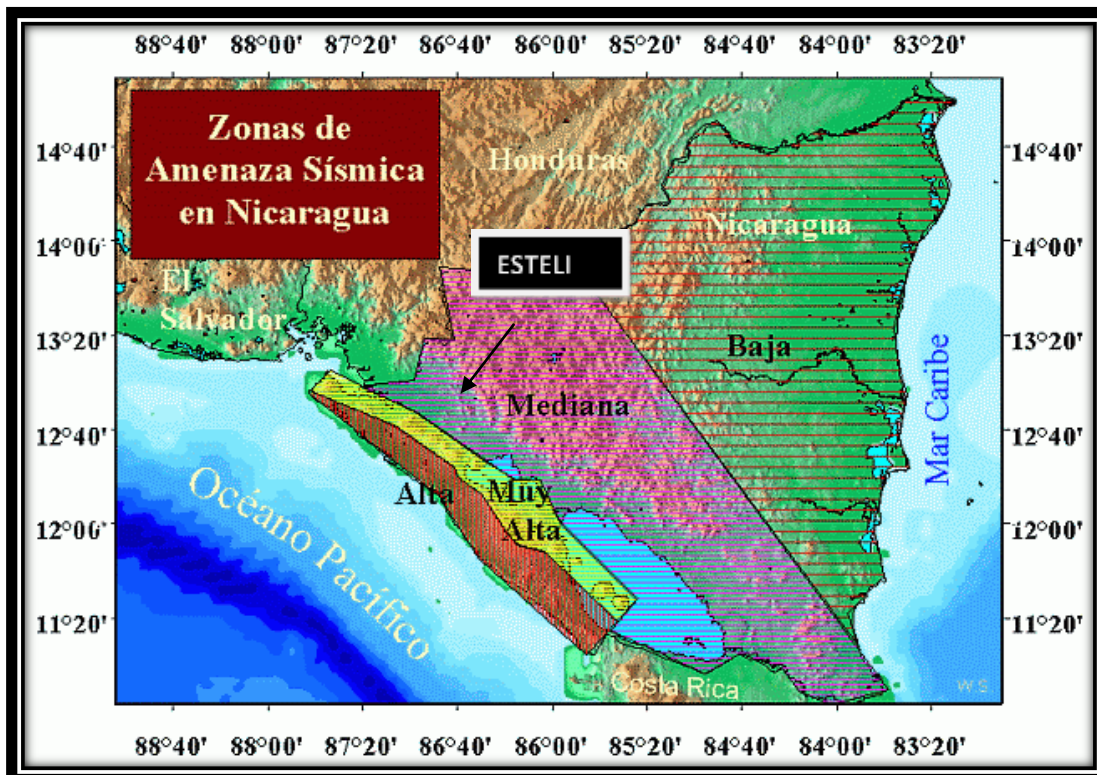 88°40' 88°00' 87°20' 86°40' 86°00' 85°20' 84°40' 84°00' 83°20'
Zonas de
Amenaza Sísmica
en Nicaragua
14°40'
14°40'
Honduras
Nicaragua
14°06'
14°00'
ESTELI
El
Salvador
13°20'
13°20'
Baja
Mediana
Mar Caribe
12°40'
12°40'
Alta
Muy
Alta
Océano Pacífico
12°06'
12°00'
11°20'
11°20'
Costa Rica
W.S
88°40' 88°00' 87°20' 86°40' 86°00' 85°20' 84°40' 84°00' 83°20'